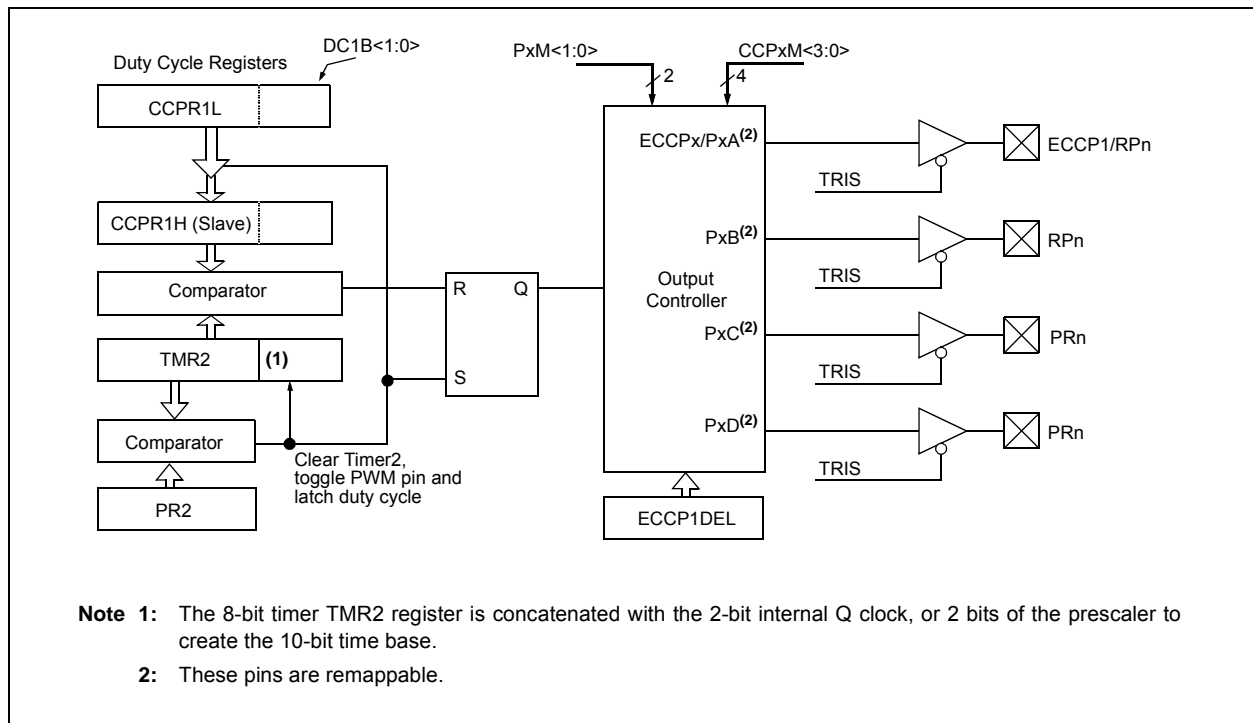 DC1B<1:0>
Duty Cycle Registers
CCPR1L
CCPR1H (Slave)
Comparator
TMR2
(1)
Comparator
PR2
Clear Timer2,
toggle PWM pin and
latch duty cycle
R
Q
S
PxM<1:0>
2
CCPxM<3:0>
4
Output
Controller
ECCPx/PxA(2)
TRIS
ECCP1/RPn
PxB(2)
TRIS
RPn
PxC(2)
TRIS
PRn
PxD(2)
TRIS
PRn
ECCP1DEL
Note 1: The 8-bit timer TMR2 register is concatenated with the 2-bit internal Q clock, or 2 bits of the prescaler to
create the 10-bit time base.
2: These pins are remappable.